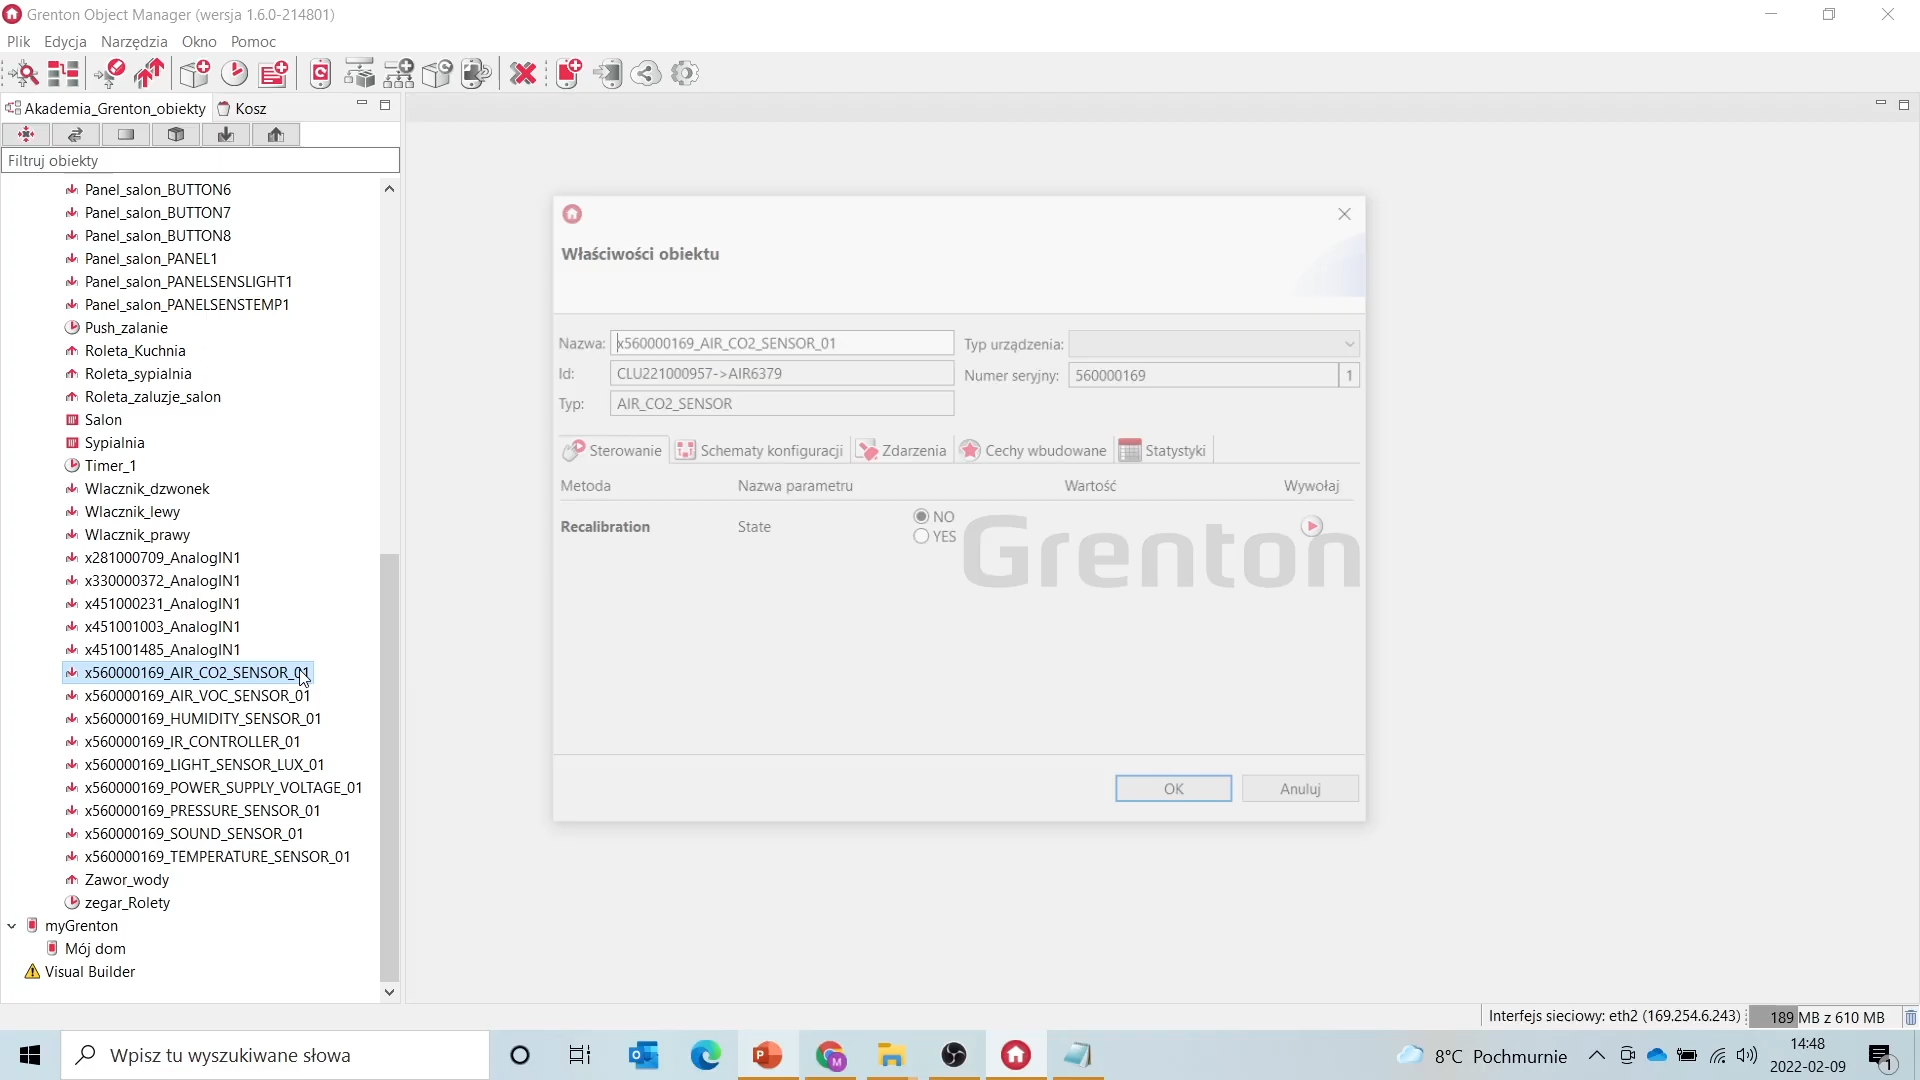 Grenton Object Manager (wersja 1.6.0-214801)
Plik Edycja Narzędzia Okno Pomoc
Akademia_Grenton_obiekty Kosz
Filtruj obiekty
Panel_salon_BUTTON6
Panel_salon_BUTTON7
Panel_salon_BUTTON8
Panel_salon_PANEL1
Panel_salon_PANELSENSLIGHT1
Panel_salon_PANELSENSTEMP1
Push_zalanie
Roleta_Kuchnia
Roleta_sypialnia
Roleta_zaluzje_salon
Salon
Sypialnia
Timer_1
Wlacznik_dzwonek
Wlacznik_lewy
Wlacznik_prawy
x281000709_AnalogIN1
x330000372_AnalogIN1
x451000231_AnalogIN1
x451001003_AnalogIN1
x451001485_AnalogIN1
x560000169_AIR_CO2_SENSOR_01
x560000169_AIR_VOC_SENSOR_01
x560000169_HUMIDITY_SENSOR_01
x560000169_IR_CONTROLLER_01
x560000169_LIGHT_SENSOR_LUX_01
x560000169_POWER_SUPPLY_VOLTAGE_01
x560000169_PRESSURE_SENSOR_01
x560000169_SOUND_SENSOR_01
x560000169_TEMPERATURE_SENSOR_01
Zawor_wody
zegar_Rolety
myGrenton
Mój dom
Visual Builder
Właściwości obiektu
Nazwa: x560000169_AIR_CO2_SENSOR_01 Typ urządzenia:
Id: CLU221000957->AIR6379 Numer seryjny: 560000169 1
Typ: AIR_CO2_SENSOR
Sterowanie Schematy konfiguracji Zdarzenia Cechy wbudowane Statystyki
Metoda Nazwa parametru Wartość Wywołaj
Recalibration State NO
YES
Grenton
OK Anuluj
Interfejs sieciowy: eth2 (169.254.6.243) 189 MB z 610 MB
Wpisz tu wyszukiwane słowa
8°C Pochmurnie
14:48
2022-02-09
1